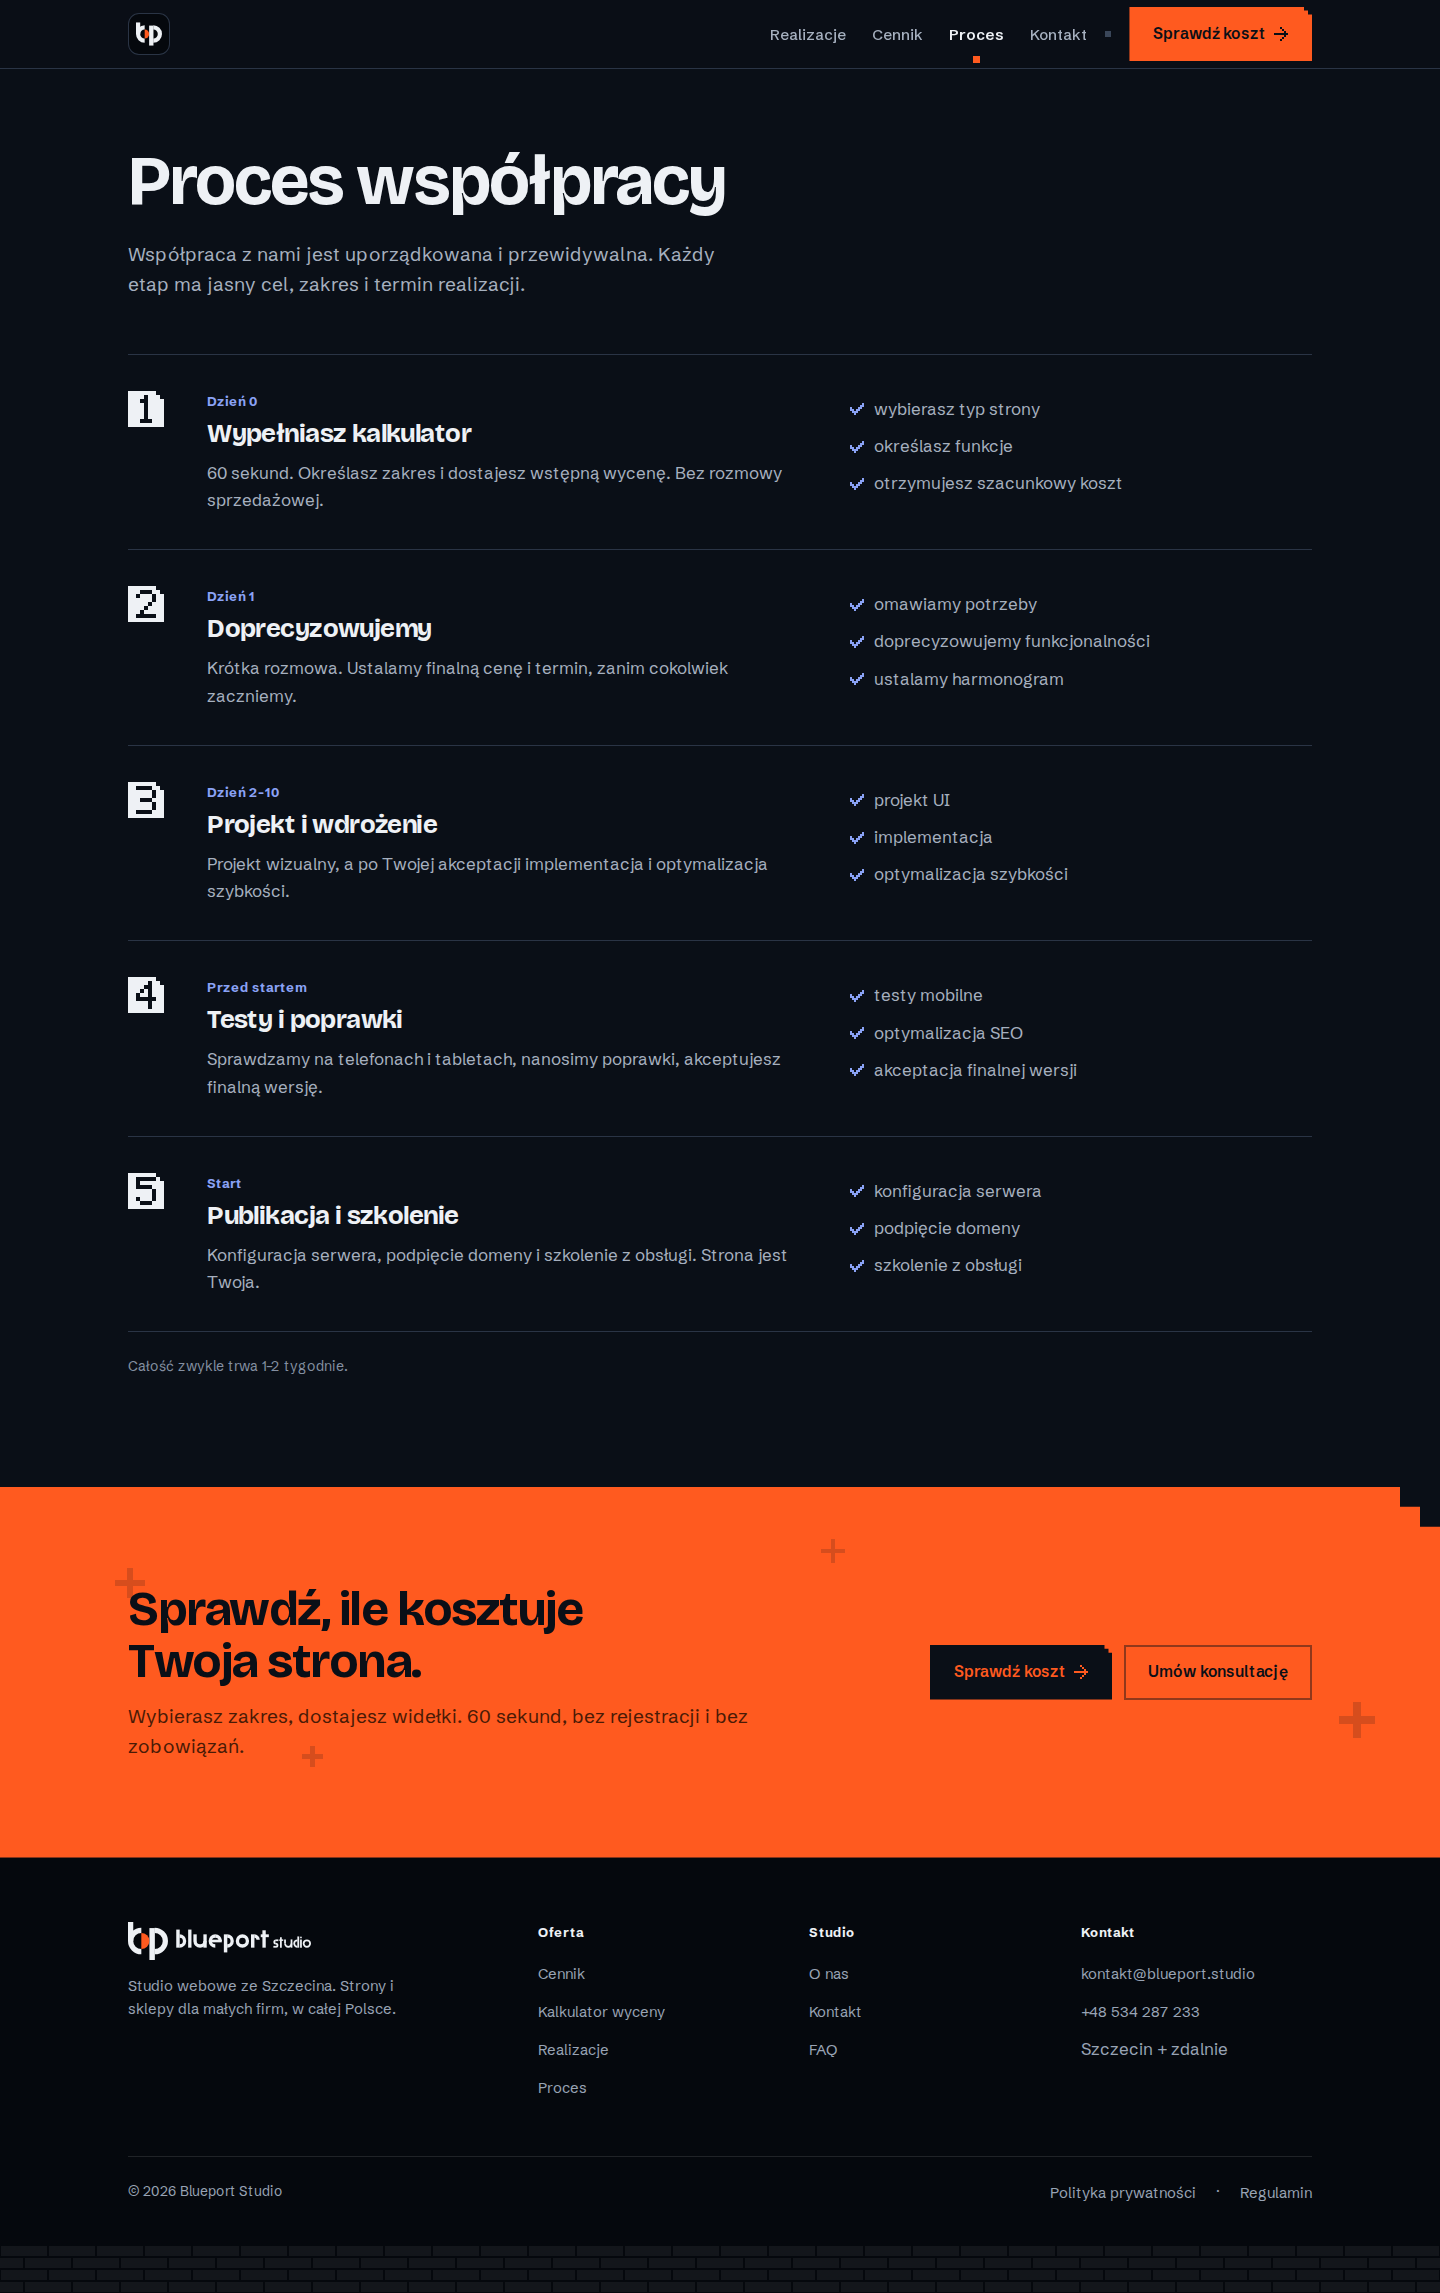 bp
Realizacje
Cennik
Proces
Kontakt
Sprawdź koszt
Proces współpracy
Współpraca z nami jest uporządkowana i przewidywalna. Każdy
etap ma jasny cel, zakres i termin realizacji.
1
Dzień 0
Wypełniasz kalkulator
60 sekund. Określasz zakres i dostajesz wstępną wycenę. Bez rozmowy
sprzedażowej.
wybierasz typ strony
określasz funkcje
otrzymujesz szacunkowy koszt
2
Dzień 1
Doprecyzowujemy
Krótka rozmowa. Ustalamy finalną cenę i termin, zanim cokolwiek
zaczniemy.
omawiamy potrzeby
doprecyzowujemy funkcjonalności
ustalamy harmonogram
3
Dzień 2-10
Projekt i wdrożenie
Projekt wizualny, a po Twojej akceptacji implementacja i optymalizacja
szybkości.
projekt UI
implementacja
optymalizacja szybkości
4
Przed startem
Testy i poprawki
Sprawdzamy na telefonach i tabletach, nanosimy poprawki, akceptujesz
finalną wersję.
testy mobilne
optymalizacja SEO
akceptacja finalnej wersji
5
Start
Publikacja i szkolenie
Konfiguracja serwera, podpięcie domeny i szkolenie z obsługi. Strona jest
Twoja.
konfiguracja serwera
podpięcie domeny
szkolenie z obsługi
Całość zwykle trwa 1-2 tygodnie.
Sprawdź, ile kosztuje
Twoja strona.
Wybierasz zakres, dostajesz widełki. 60 sekund, bez rejestracji i bez
zobowiązań.
Sprawdź koszt
Umów konsultację
bp blueport studio
Studio webowe ze Szczecina. Strony i
sklepy dla małych firm, w całej Polsce.
Oferta
Cennik
Kalkulator wyceny
Realizacje
Proces
Studio
O nas
Kontakt
FAQ
Kontakt
kontakt@blueport.studio
+48 534 287 233
Szczecin + zdalnie
© 2026 Blueport Studio
Polityka prywatności · Regulamin